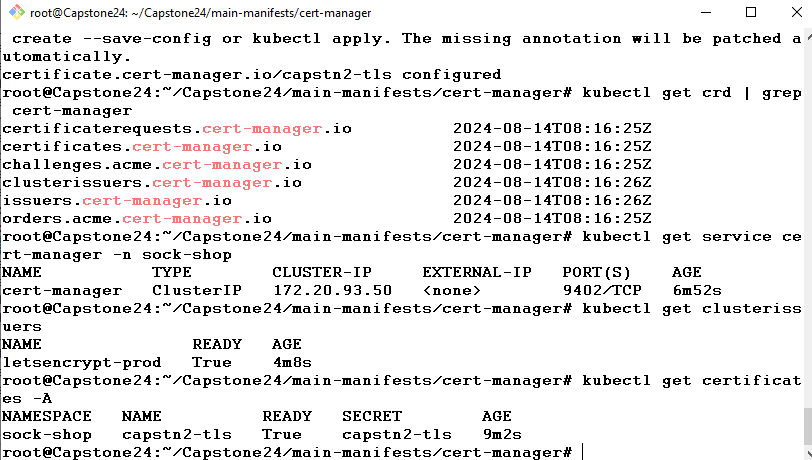 root@Capstone24: ~/Capstone24/main-manifests/cert-manager
create --save-config or kubectl apply. The missing annotation will be patched a
utomatically.
certificate.cert-manager.io/capstn2-tls configured
root@Capstone24:~/Capstone24/main-manifests/cert-manager# kubectl get crd | grep
cert-manager
certificaterequests.cert-manager.io 2024-08-14T08:16:25Z
certificates.cert-manager.io 2024-08-14T08:16:25Z
challenges.acme.cert-manager.io 2024-08-14T08:16:25Z
clusterissuers.cert-manager.io 2024-08-14T08:16:26Z
issuers.cert-manager.io 2024-08-14T08:16:26Z
orders.acme.cert-manager.io 2024-08-14T08:16:25Z
root@Capstone24:~/Capstone24/main-manifests/cert-manager# kubectl get service ce
rt-manager -n sock-shop
NAME TYPE CLUSTER-IP EXTERNAL-IP PORT(S) AGE
cert-manager ClusterIP 172.20.93.50 <none> 9402/TCP 6m52s
root@Capstone24:~/Capstone24/main-manifests/cert-manager# kubectl get clusteriss
uers
NAME READY AGE
letsencrypt-prod True 4m8s
root@Capstone24:~/Capstone24/main-manifests/cert-manager# kubectl get certificat
es -A
NAMESPACE NAME READY SECRET AGE
sock-shop capstn2-tls True capstn2-tls 9m2s
root@Capstone24:~/Capstone24/main-manifests/cert-manager#